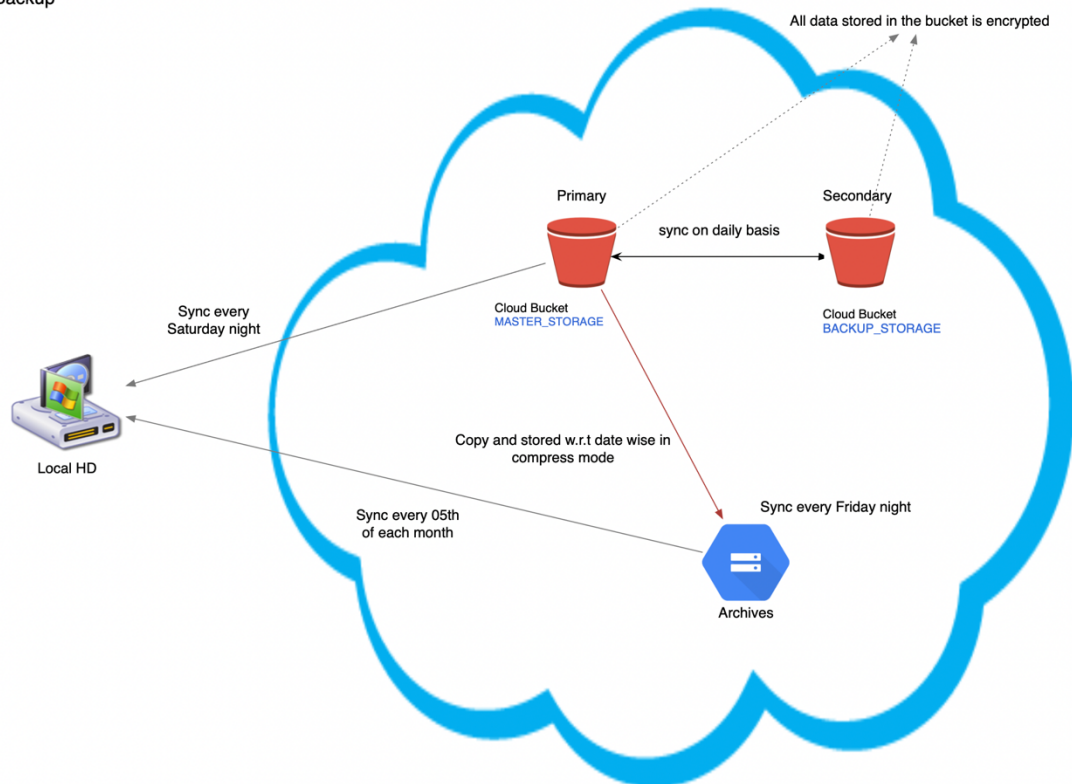 Backup
All data stored in the bucket is encrypted
Primary
Secondary
sync on daily basis
Cloud Bucket
MASTER_STORAGE
Cloud Bucket
BACKUP_STORAGE
Sync every
Saturday night
Local HD
Copy and stored w.r.t date wise in
compress mode
Sync every 05th
of each month
Sync every Friday night
Archives